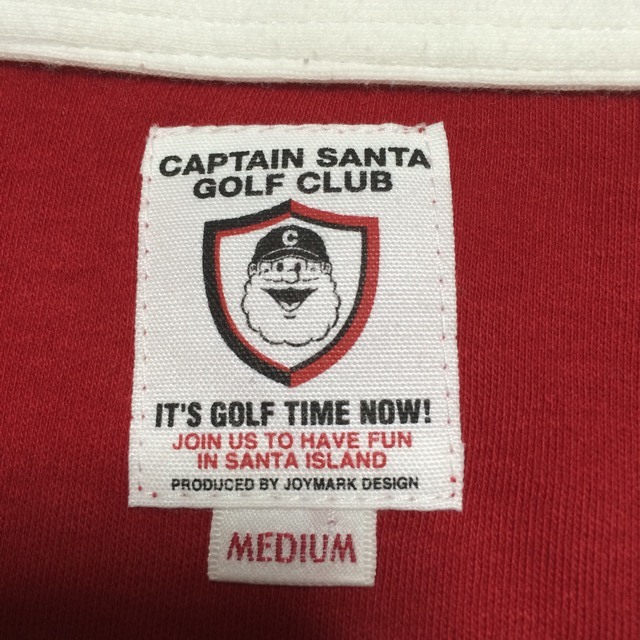 CAPTAIN SANTA
GOLF CLUB
C
IT'S GOLF TIME NOW!
JOIN US TO HAVE FUN
IN SANTA ISLAND
PRODUCED BY JOYMARK DESIGN
MEDIUM